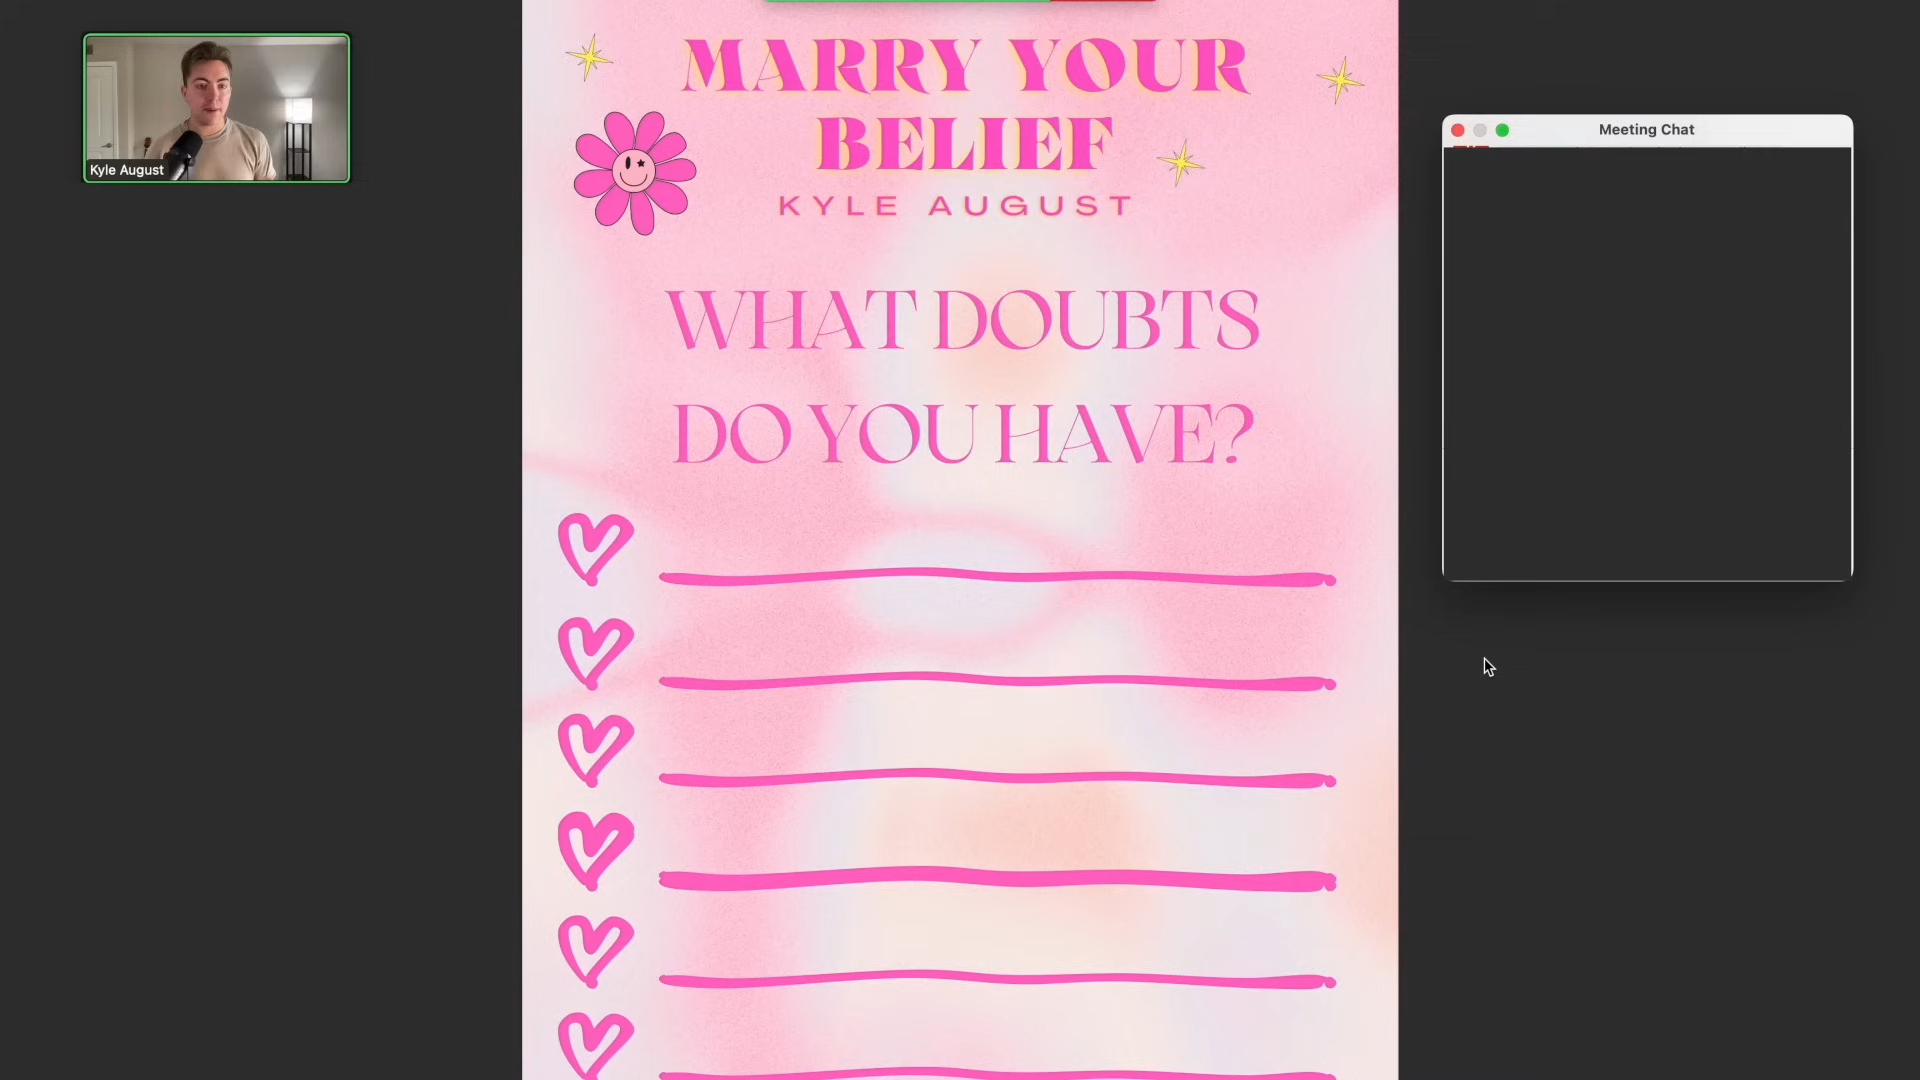 MARRY YOUR
BELIEF
KYLE AUGUST
WHAT DOUBTS
DO YOU HAVE?
Kyle August
Meeting Chat